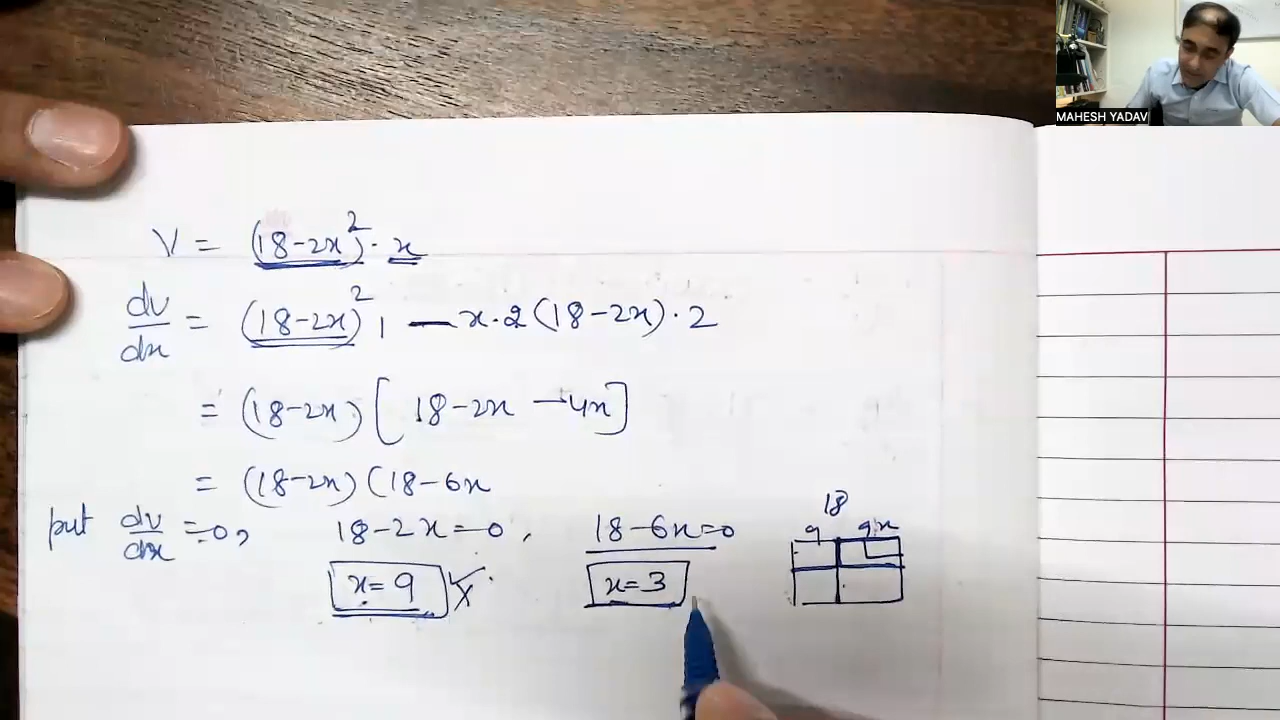 MAHESH YADAV
V = (18-2x)² · x
dv/dx = (18-2x)² 1 — x·2(18-2x)·2
= (18-2x)[18-2x -4x]
= (18-2x)(18-6x
put dv/dx = 0, 18-2x=0, 18-6x=0
x=9 x=3
18
9 9 x